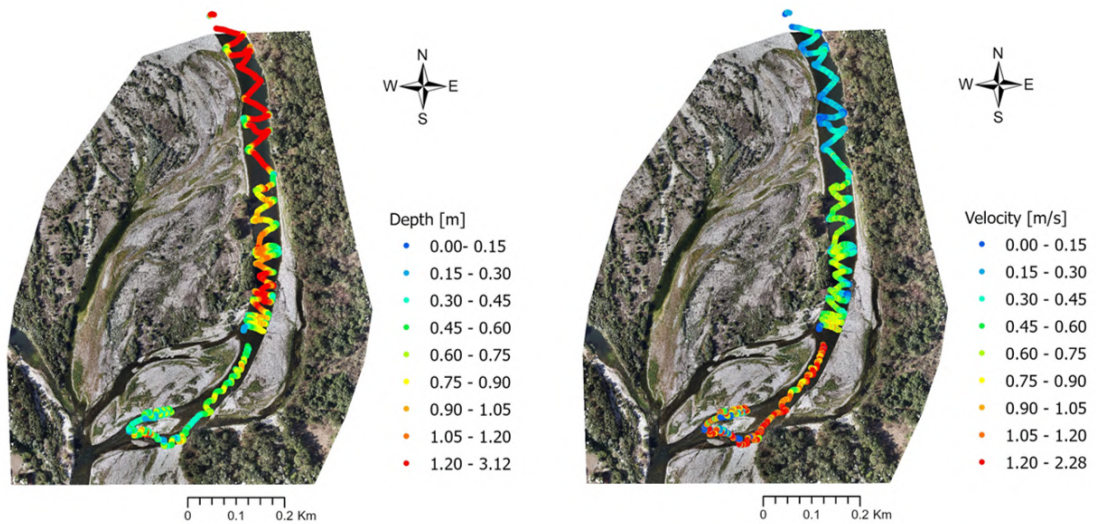 N
W E
S
Depth [m]
0.00- 0.15
0.15 - 0.30
0.30 - 0.45
0.45 - 0.60
0.60 - 0.75
0.75 - 0.90
0.90 - 1.05
1.05 - 1.20
1.20 - 3.12
0 0.1 0.2 Km
N
W E
S
Velocity [m/s]
0.00 - 0.15
0.15 - 0.30
0.30 - 0.45
0.45 - 0.60
0.60 - 0.75
0.75 - 0.90
0.90 - 1.05
1.05 - 1.20
1.20 - 2.28
0 0.1 0.2 Km